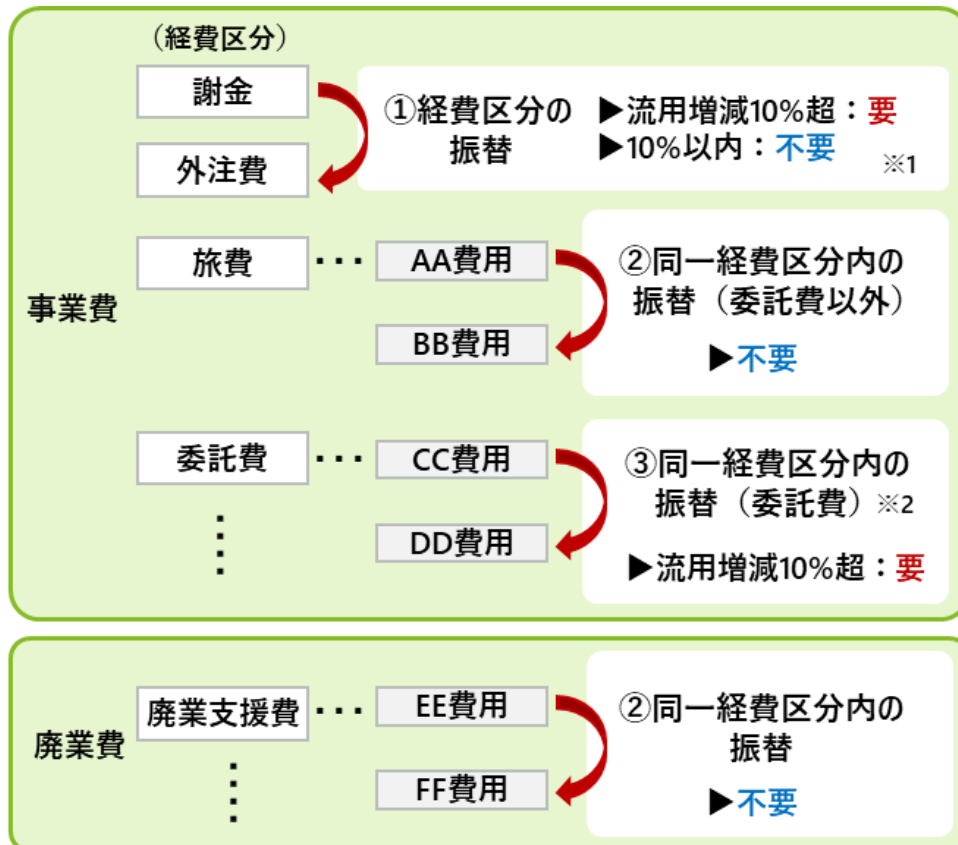 （経費区分）
事業費
謝金
外注費
①経費区分の
振替
▶流用増減10%超：要
▶10%以内：不要
※1
旅費 ･･･ AA費用
BB費用
②同一経費区分内の
振替（委託費以外）
▶不要
委託費 ･･･ CC費用
DD費用
③同一経費区分内の
振替（委託費）※2
▶流用増減10%超：要
廃業費
廃業支援費 ･･･ EE費用
FF費用
②同一経費区分内の
振替
▶不要